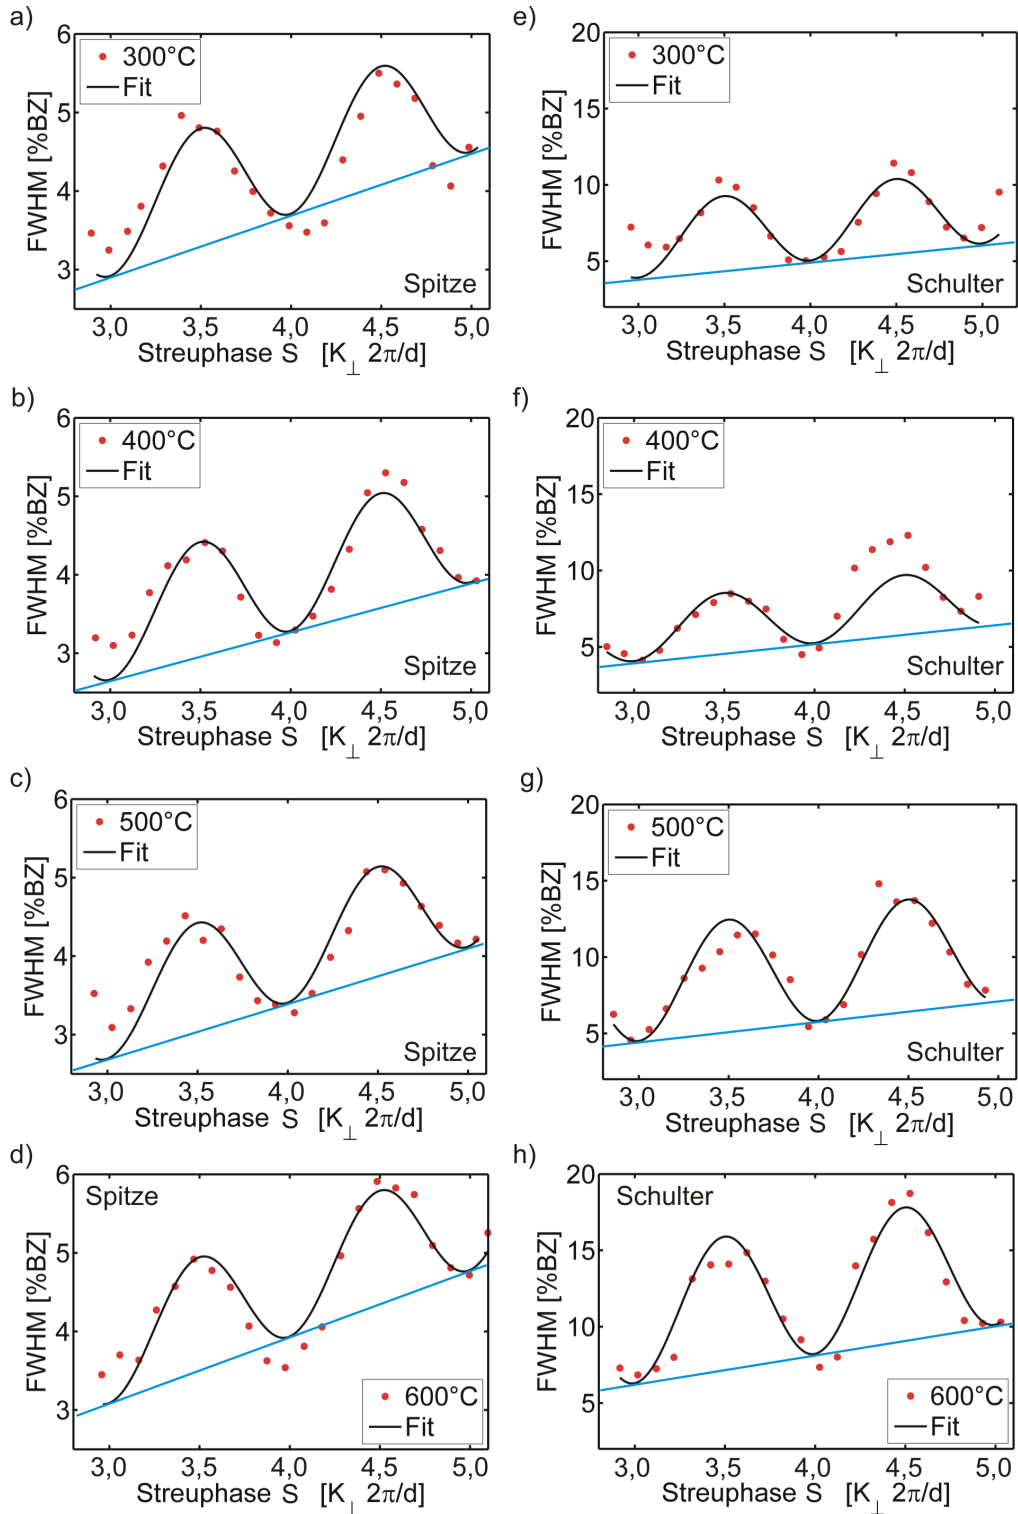 a)
6
5
4
3
FWHM [%BZ]
300°C
Fit
Spitze
3,0 3,5 4,0 4,5 5,0
Streuphase S [K⊥ 2π/d]
e)
20
15
10
5
FWHM [%BZ]
300°C
Fit
Schulter
3,0 3,5 4,0 4,5 5,0
Streuphase S [K⊥ 2π/d]
b)
6
5
4
3
FWHM [%BZ]
400°C
Fit
Spitze
3,0 3,5 4,0 4,5 5,0
Streuphase S [K⊥ 2π/d]
f)
20
15
10
5
FWHM [%BZ]
400°C
Fit
Schulter
3,0 3,5 4,0 4,5 5,0
Streuphase S [K⊥ 2π/d]
c)
6
5
4
3
FWHM [%BZ]
500°C
Fit
Spitze
3,0 3,5 4,0 4,5 5,0
Streuphase S [K⊥ 2π/d]
g)
20
15
10
5
FWHM [%BZ]
500°C
Fit
Schulter
3,0 3,5 4,0 4,5 5,0
Streuphase S [K⊥ 2π/d]
d)
6
5
4
3
FWHM [%BZ]
Spitze
600°C
Fit
3,0 3,5 4,0 4,5 5,0
Streuphase S [K⊥ 2π/d]
h)
20
15
10
5
FWHM [%BZ]
Schulter
600°C
Fit
3,0 3,5 4,0 4,5 5,0
Streuphase S [K⊥ 2π/d]